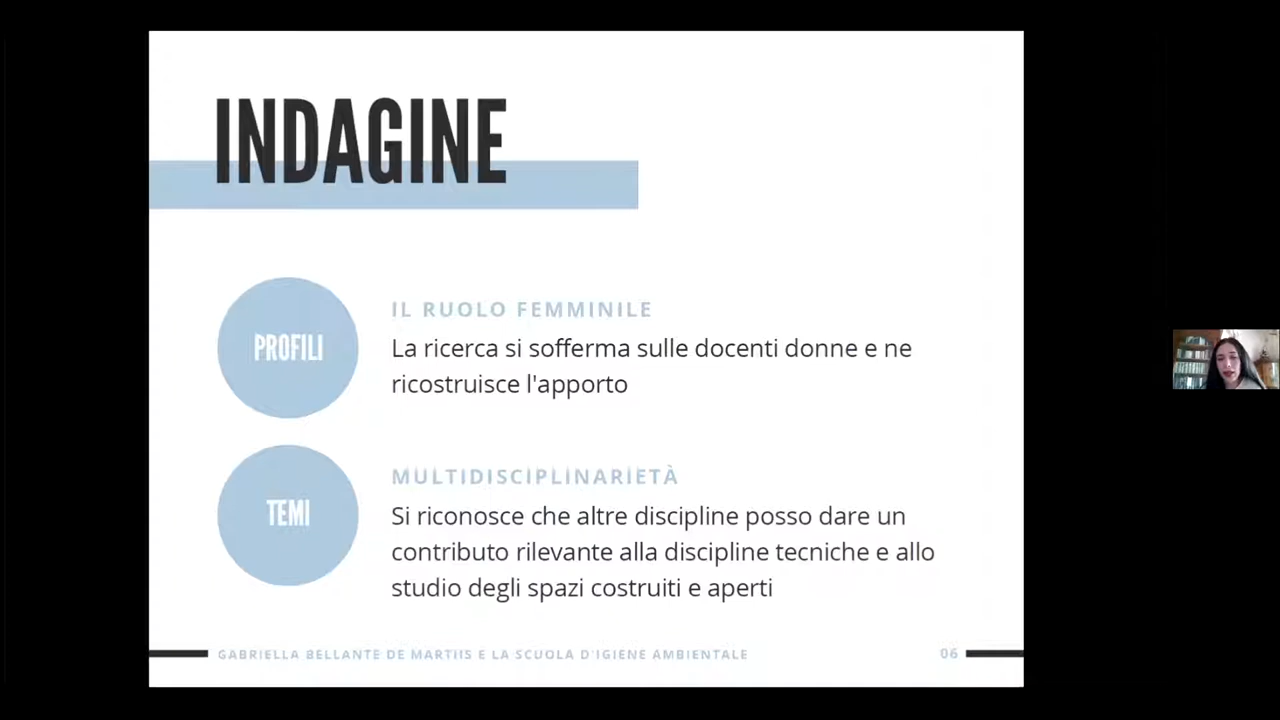 INDAGINE
PROFILI
IL RUOLO FEMMINILE
La ricerca si sofferma sulle docenti donne e ne
ricostruisce l'apporto
TEMI
MULTIDISCIPLINARIETÀ
Si riconosce che altre discipline posso dare un
contributo rilevante alla discipline tecniche e allo
studio degli spazi costruiti e aperti
GABRIELLA BELLANTE DE MARTIIS E LA SCUOLA D'IGIENE AMBIENTALE
06